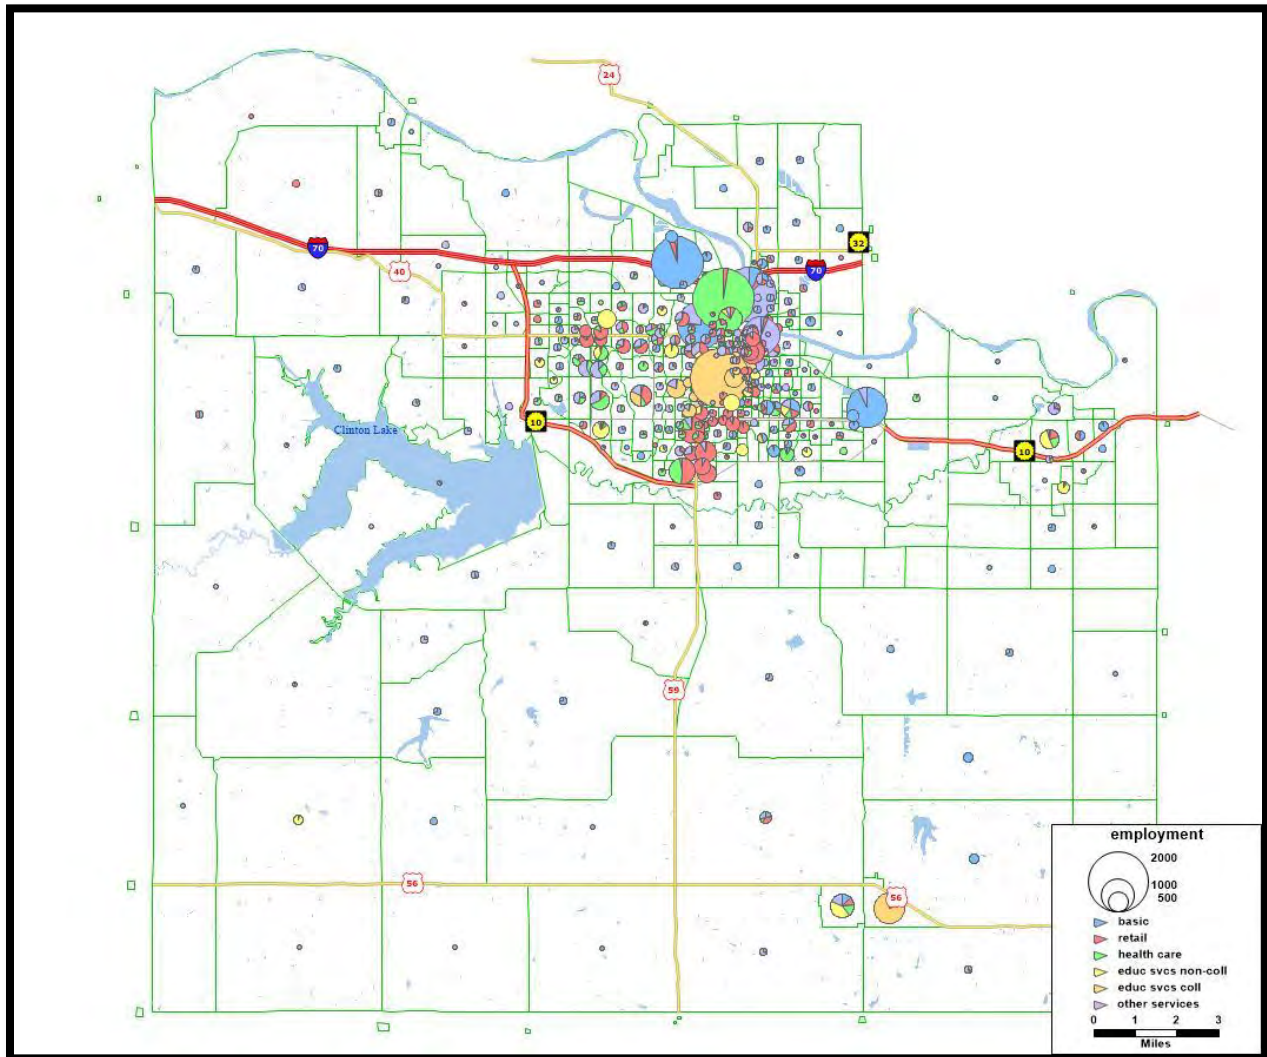 24
32
70
70
40
Clinton Lake
10
10
59
56
56
employment
2000
1000
500
basic
retail
health care
educ svcs non-coll
educ svcs coll
other services
0 1 2 3
Miles